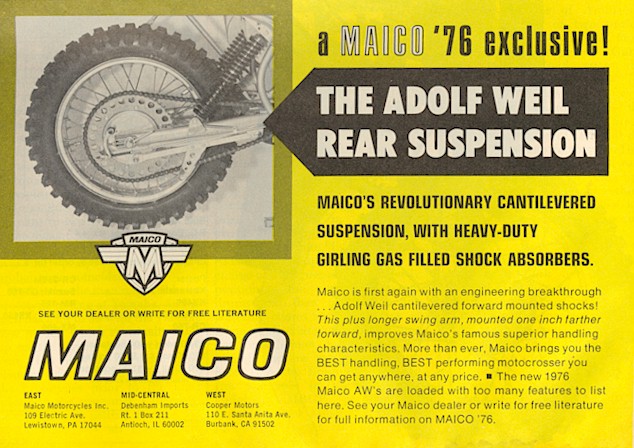 a MAICO '76 exclusive!
THE ADOLF WEIL
REAR SUSPENSION
MAICO'S REVOLUTIONARY CANTILEVERED
SUSPENSION, WITH HEAVY-DUTY
GIRLING GAS FILLED SHOCK ABSORBERS.
Maico is first again with an engineering breakthrough
. . . Adolf Weil cantilevered forward mounted shocks!
This plus longer swing arm, mounted one inch farther
forward, improves Maico's famous superior handling
characteristics. More than ever, Maico brings you the
BEST handling, BEST performing motocrosser you
can get anywhere, at any price. ■ The new 1976
Maico AW's are loaded with too many features to list
here. See your Maico dealer or write for free literature
for full information on MAICO '76.
MAICO
M
SEE YOUR DEALER OR WRITE FOR FREE LITERATURE
MAICO
EAST
Maico Motorcycles Inc.
109 Electric Ave.
Lewistown, PA 17044
MID-CENTRAL
Debenham Imports
Rt. 1 Box 211
Antioch, IL 60002
WEST
Cooper Motors
110 E. Santa Anita Ave.
Burbank, CA 91502